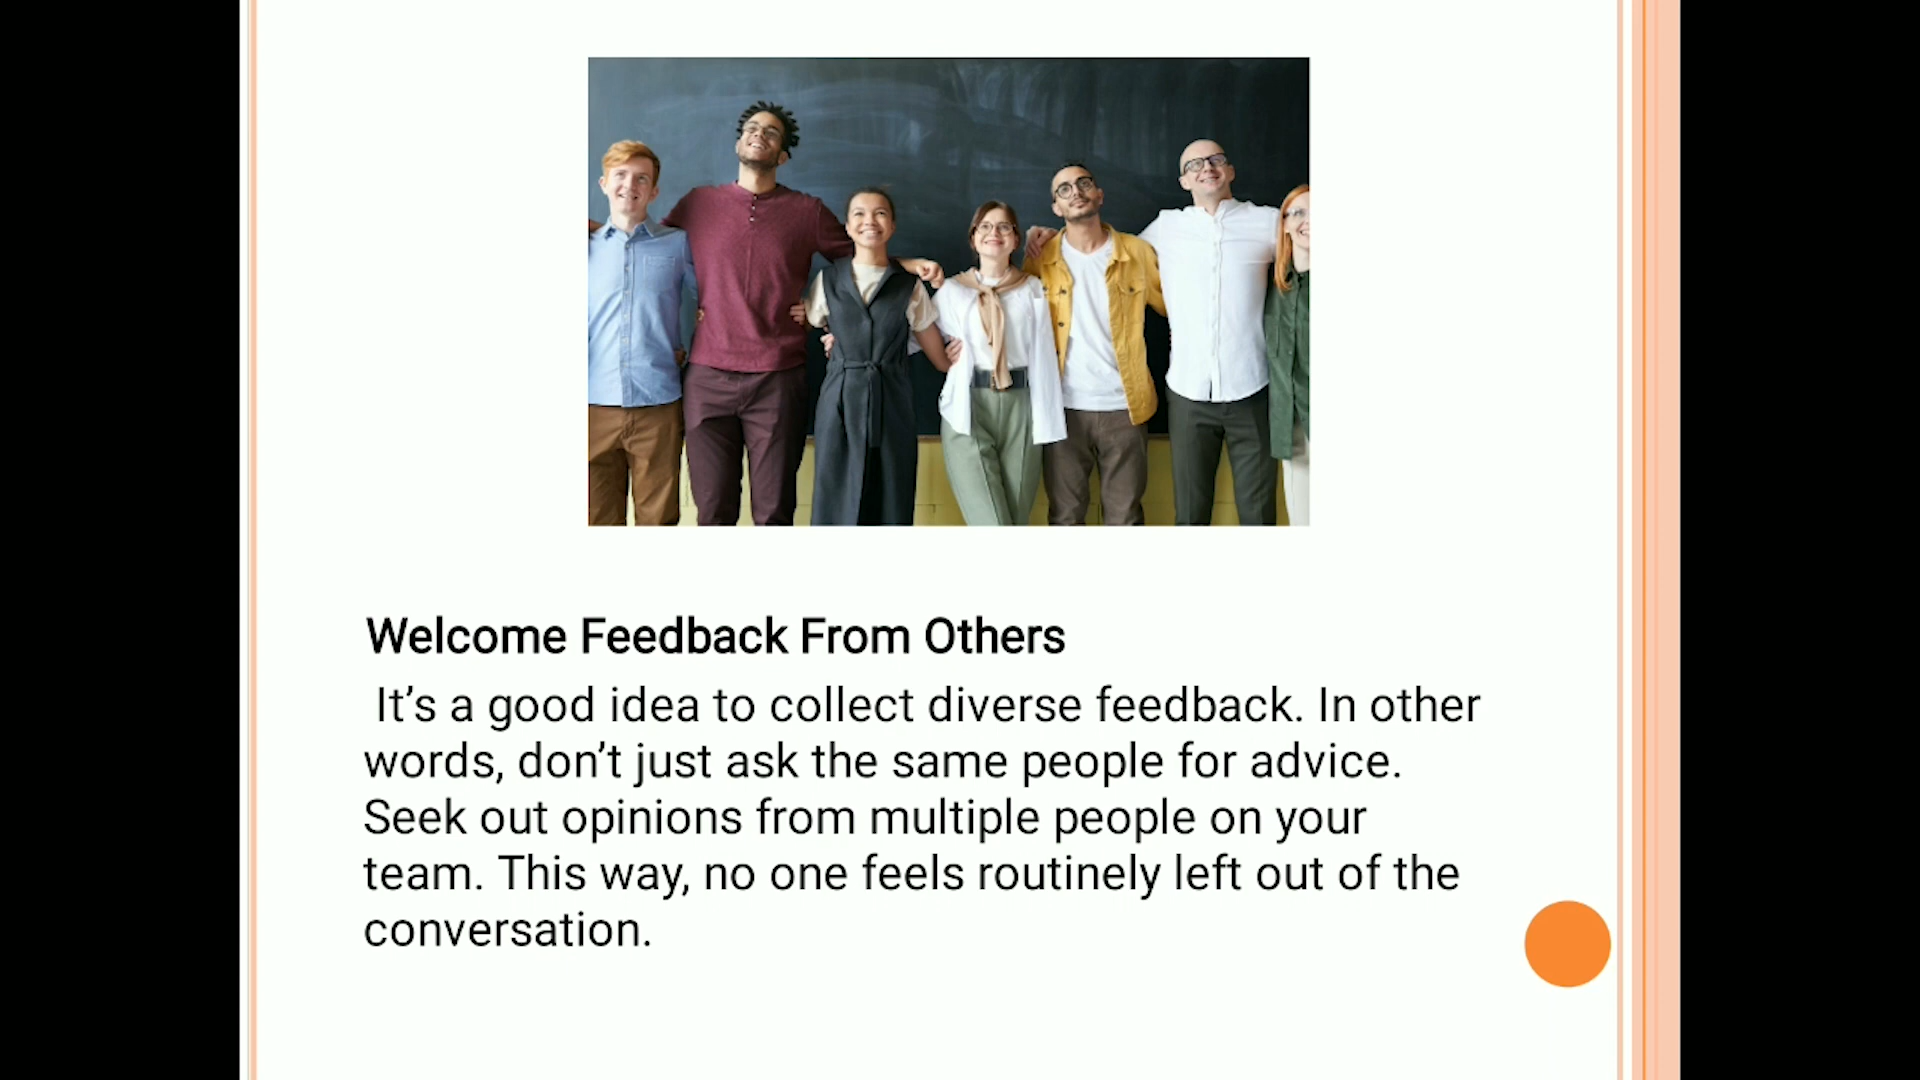 Welcome Feedback From Others
It’s a good idea to collect diverse feedback. In other
words, don’t just ask the same people for advice.
Seek out opinions from multiple people on your
team. This way, no one feels routinely left out of the
conversation.